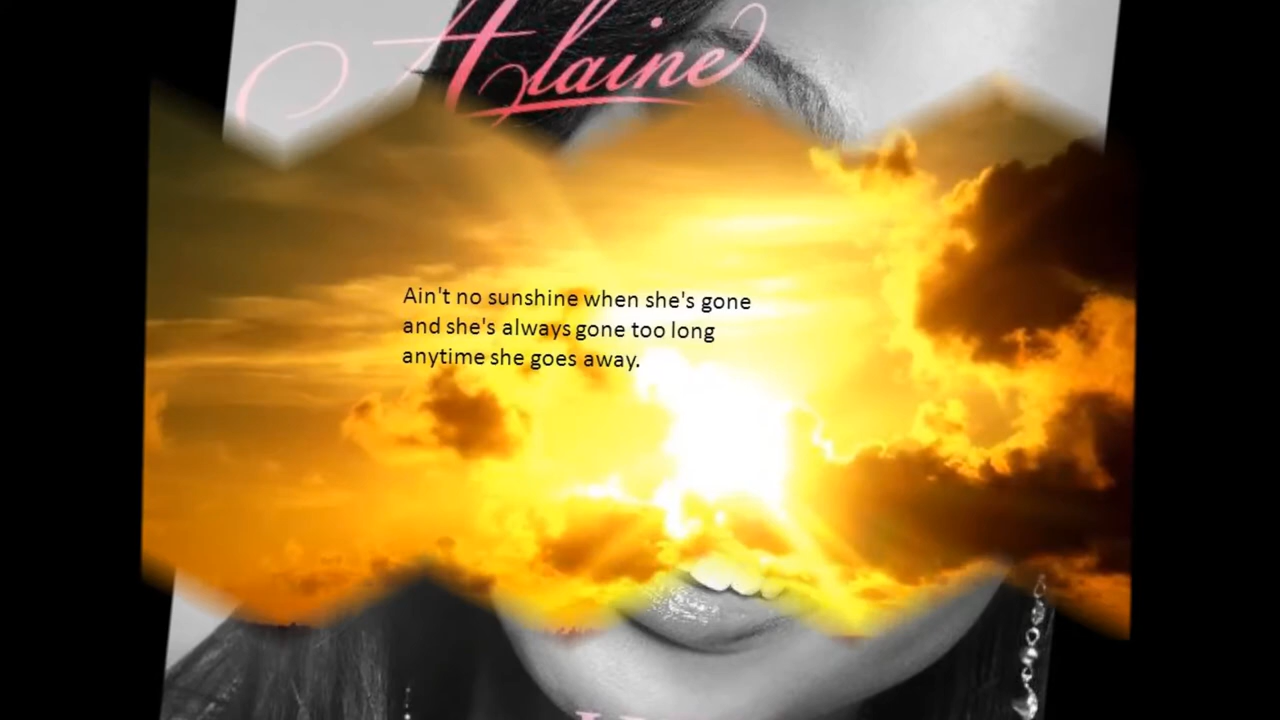 Alaine
Ain't no sunshine when she's gone
and she's always gone too long
anytime she goes away.